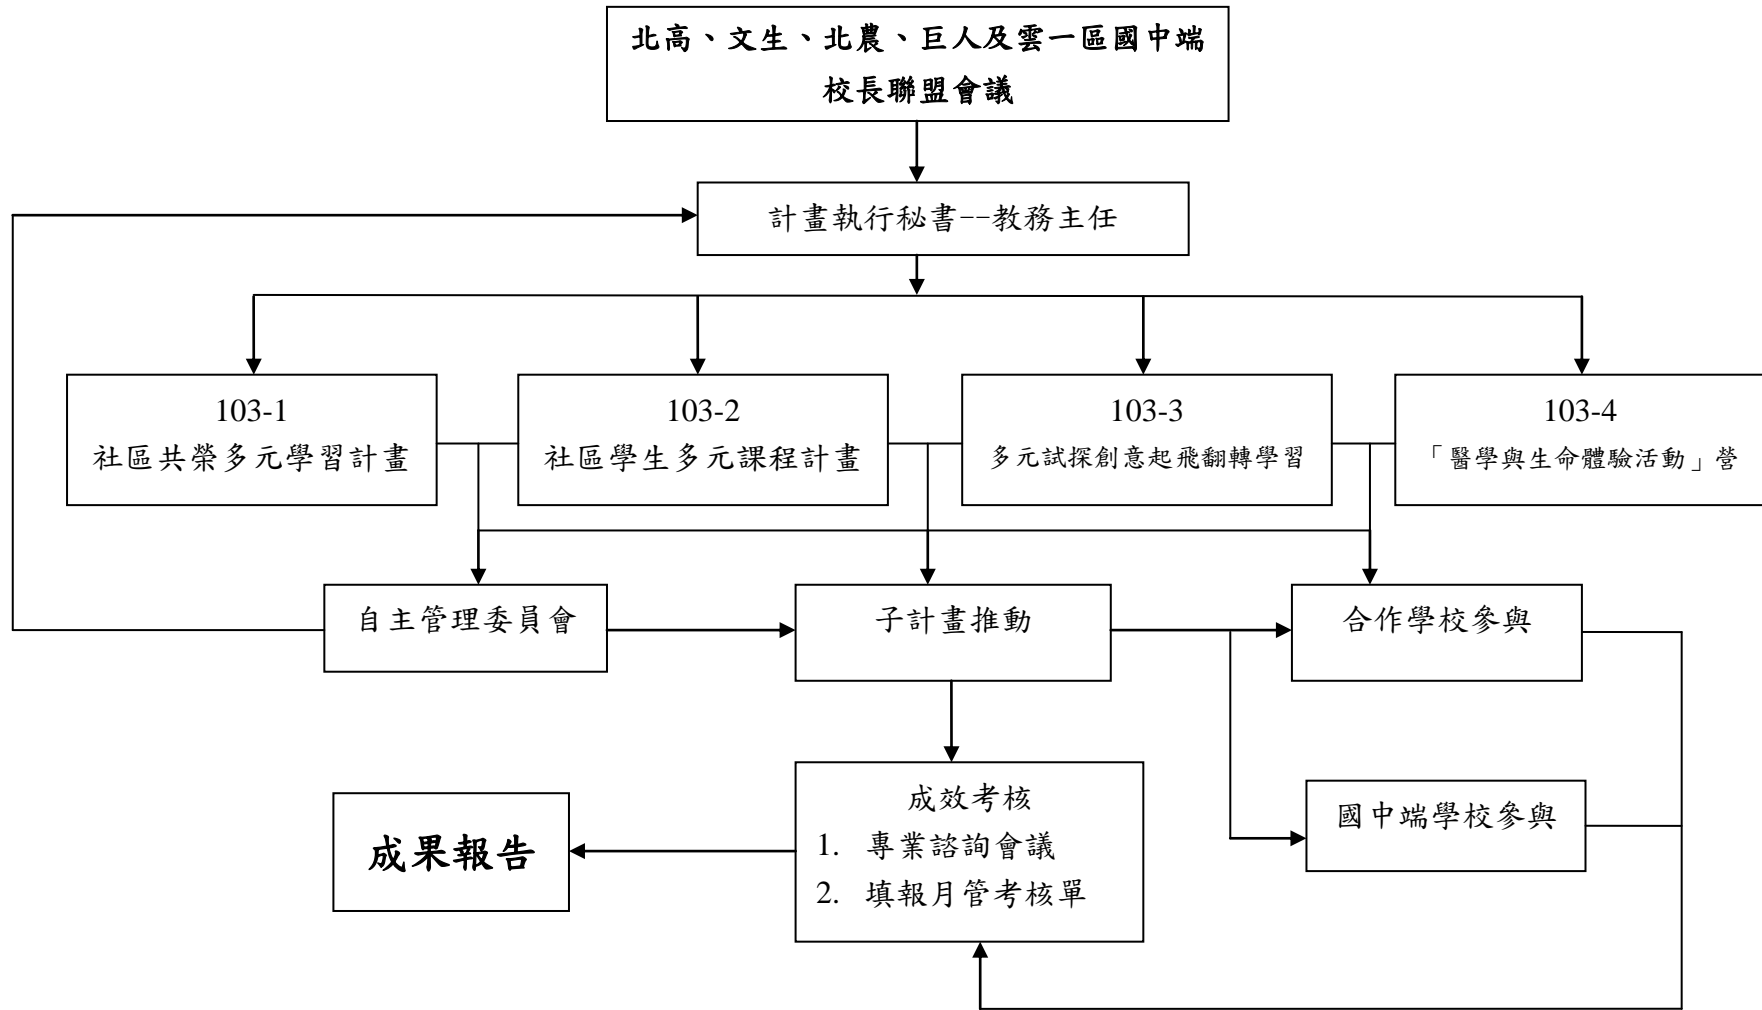 北高、文生、北農、巨人及雲一區國中端
校長聯盟會議
計畫執行秘書--教務主任
103-1
社區共榮多元學習計畫
103-2
社區學生多元課程計畫
103-3
多元試探創意起飛翻轉學習
103-4
「醫學與生命體驗活動」營
自主管理委員會
子計畫推動
合作學校參與
成效考核
1. 專業諮詢會議
2. 填報月管考核單
成果報告
國中端學校參與